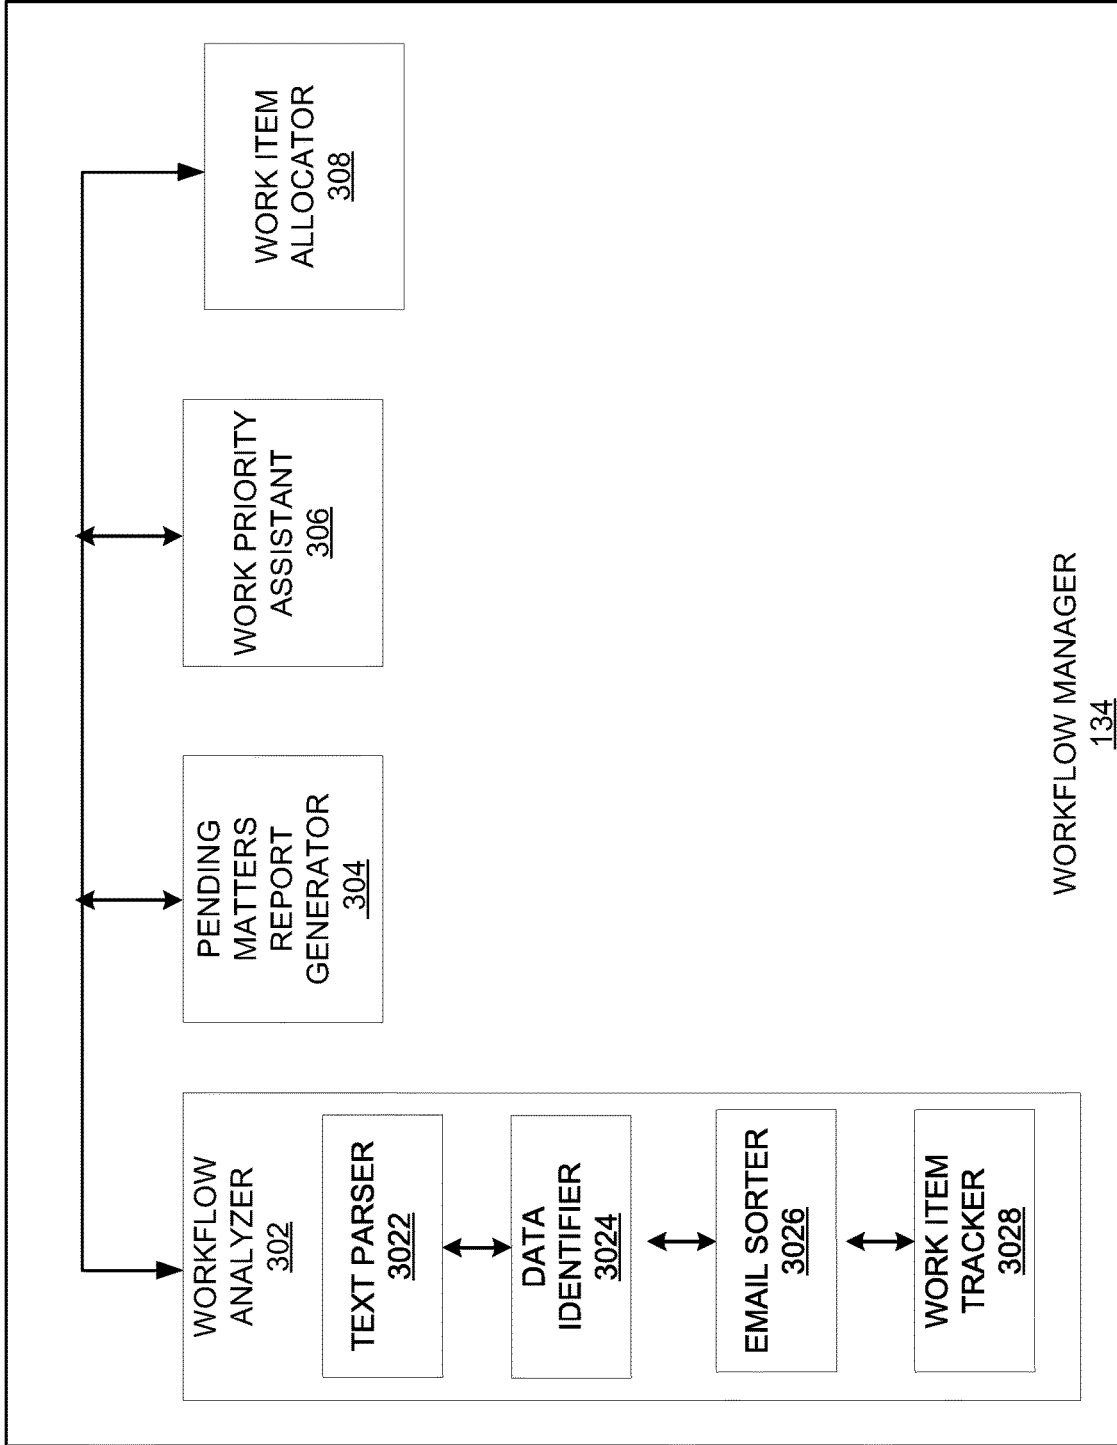 WORKFLOW
ANALYZER
302
TEXT PARSER
3022
DATA
IDENTIFIER
3024
EMAIL SORTER
3026
WORK ITEM
TRACKER
3028
PENDING
MATTERS
REPORT
GENERATOR
304
WORK PRIORITY
ASSISTANT
306
WORK ITEM
ALLOCATOR
308
WORKFLOW MANAGER
134